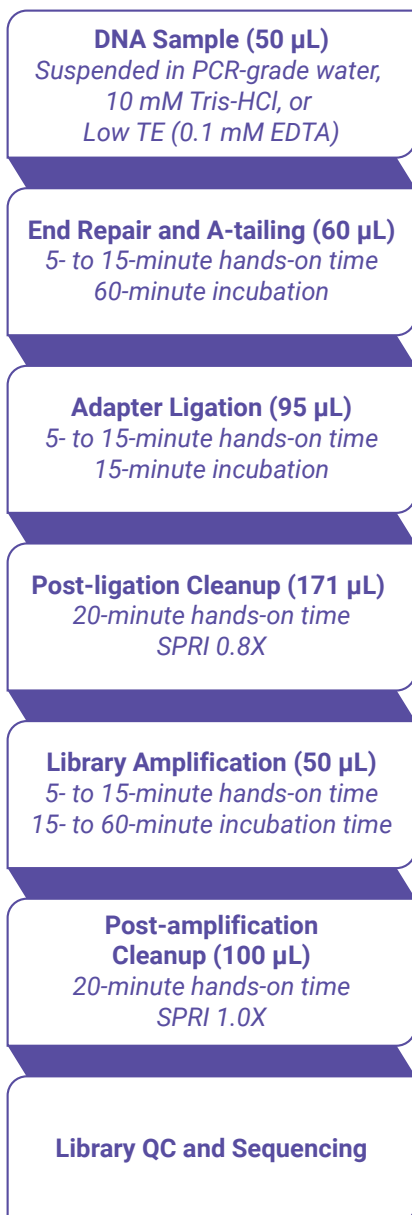 DNA Sample (50 µL)
Suspended in PCR-grade water,
10 mM Tris-HCl, or
Low TE (0.1 mM EDTA)
End Repair and A-tailing (60 µL)
5- to 15-minute hands-on time
60-minute incubation
Adapter Ligation (95 µL)
5- to 15-minute hands-on time
15-minute incubation
Post-ligation Cleanup (171 µL)
20-minute hands-on time
SPRI 0.8X
Library Amplification (50 µL)
5- to 15-minute hands-on time
15- to 60-minute incubation time
Post-amplification
Cleanup (100 µL)
20-minute hands-on time
SPRI 1.0X
Library QC and Sequencing